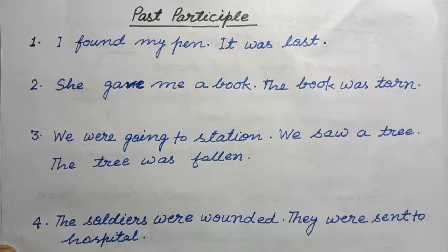 Past Participle
1. I found my pen. It was lost.
2. She gave me a book. The book was torn.
3. We were going to station. We saw a tree.
The tree was fallen.
4. The soldiers were wounded. They were sent to
hospital.